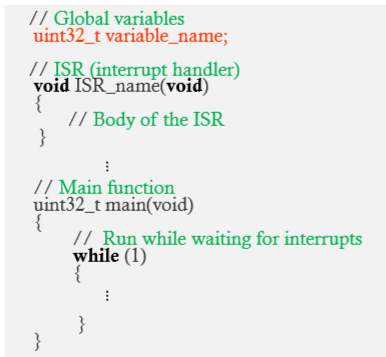 // Global variables
uint32_t variable_name;
// ISR (interrupt handler)
void ISR_name(void)
{
// Body of the ISR
}
⋮
// Main function
uint32_t main(void)
{
// Run while waiting for interrupts
while (1)
{
⋮
}
}